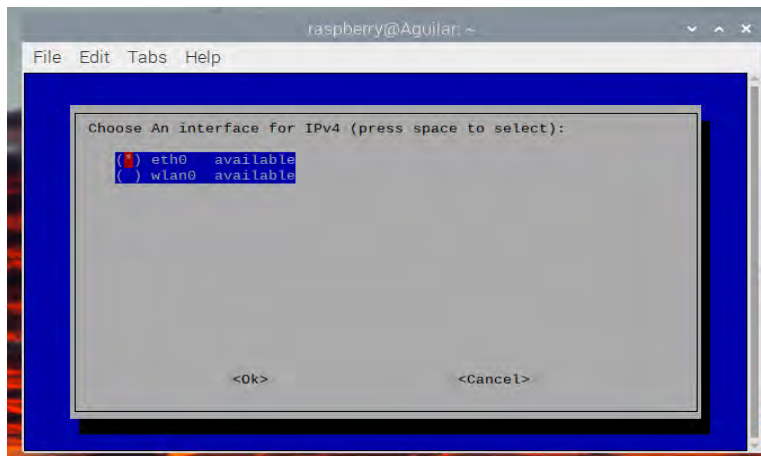 raspberry@Aguilar: ~
File Edit Tabs Help
Choose An interface for IPv4 (press space to select):
(*) eth0 available
( ) wlan0 available
<Ok> <Cancel>